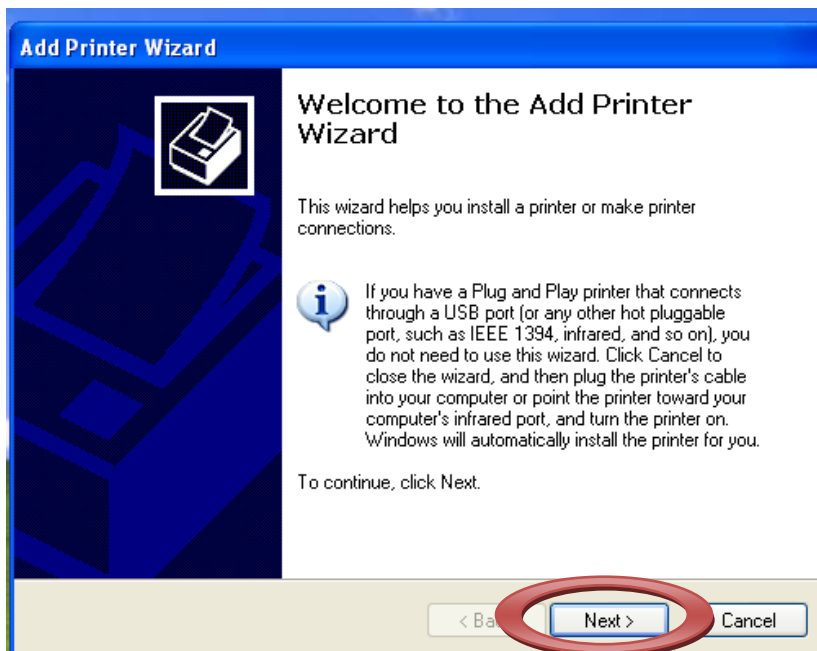 Add Printer Wizard
Welcome to the Add Printer
Wizard
This wizard helps you install a printer or make printer
connections.
If you have a Plug and Play printer that connects
through a USB port (or any other hot pluggable
port, such as IEEE 1394, infrared, and so on), you
do not need to use this wizard. Click Cancel to
close the wizard, and then plug the printer's cable
into your computer or point the printer toward your
computer's infrared port, and turn the printer on.
Windows will automatically install the printer for you.
To continue, click Next.
< Ba Next > Cancel